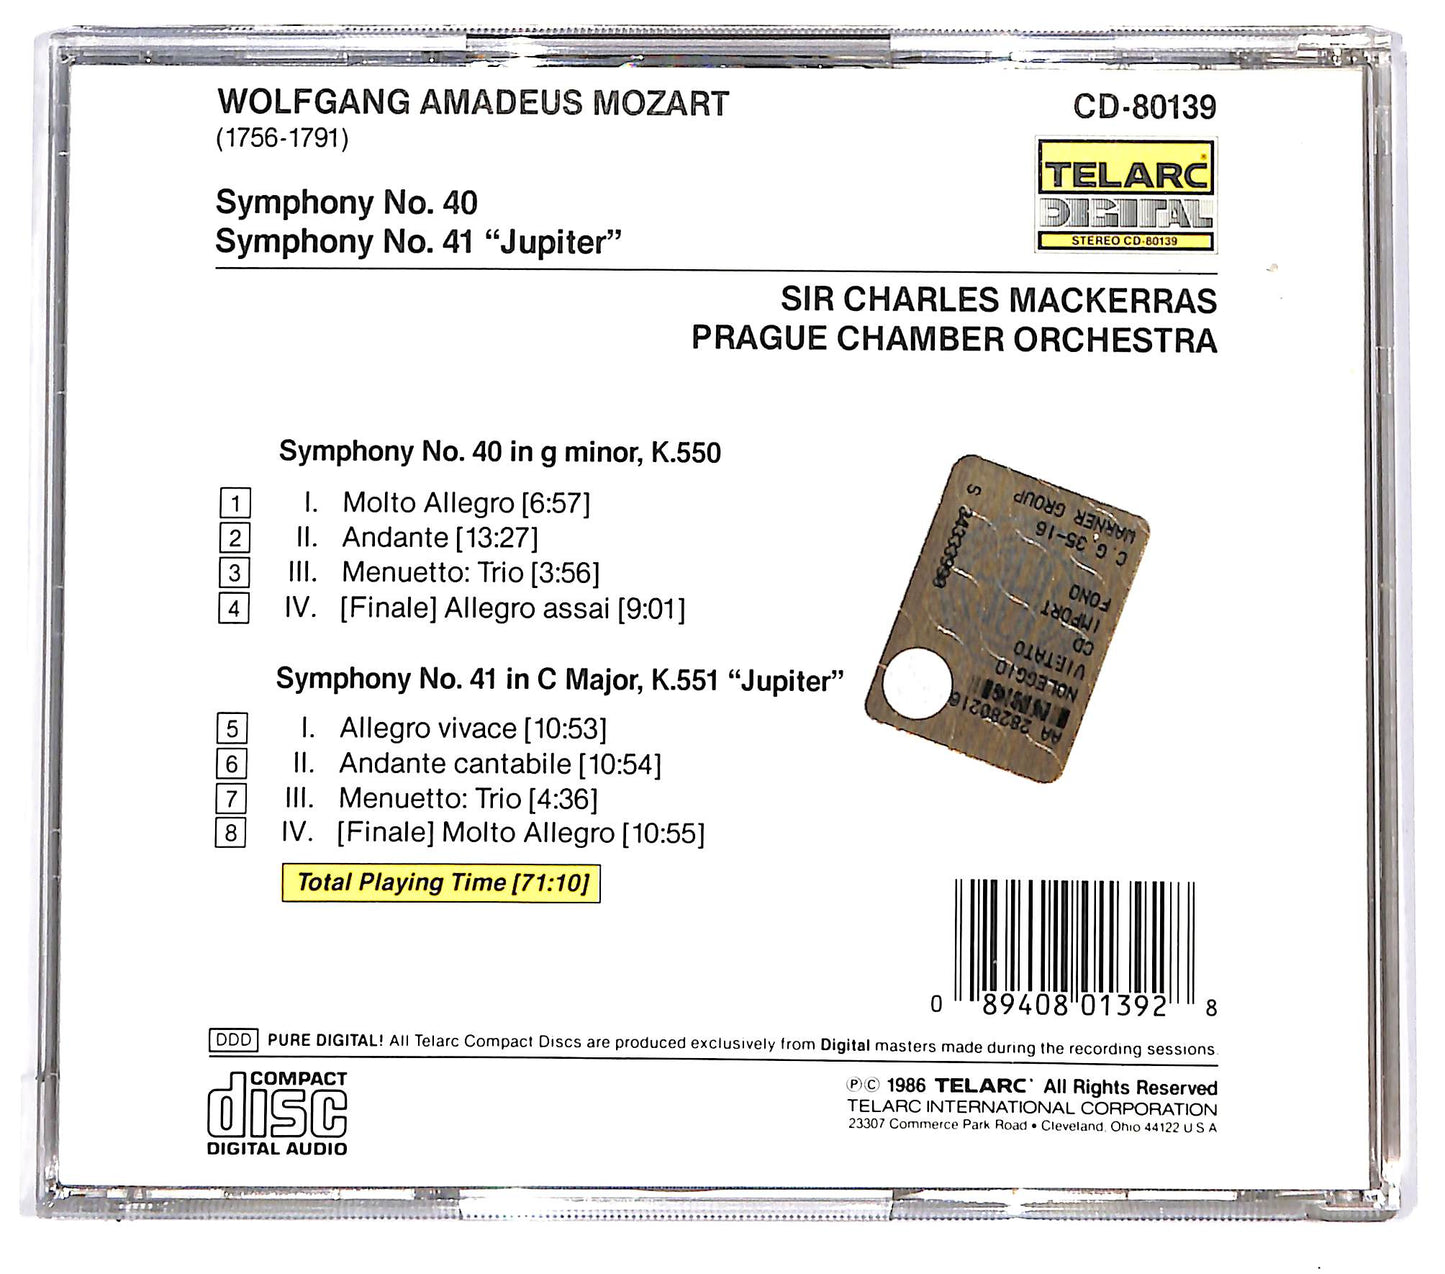 WOLFGANG AMADEUS MOZART
(1756-1791)
CD-80139
TELARC®
DIGITAL
STEREO CD-80139
Symphony No. 40
Symphony No. 41 “Jupiter”
SIR CHARLES MACKERRAS
PRAGUE CHAMBER ORCHESTRA
Symphony No. 40 in g minor, K.550
1 I. Molto Allegro [6:57]
2 II. Andante [13:27]
3 III. Menuetto: Trio [3:56]
4 IV. [Finale] Allegro assai [9:01]
Symphony No. 41 in C Major, K.551 “Jupiter”
5 I. Allegro vivace [10:53]
6 II. Andante cantabile [10:54]
7 III. Menuetto: Trio [4:36]
8 IV. [Finale] Molto Allegro [10:55]
Total Playing Time [71:10]
AA 28280216
NOLEGGIO
VIETATO
CD
IMPORT
FONO
C. G. 35-16
WARNER GROUP
S
0 89408 01392 8
DDD PURE DIGITAL! All Telarc Compact Discs are produced exclusively from Digital masters made during the recording sessions.
COMPACT
disc
DIGITAL AUDIO
℗© 1986 TELARC® All Rights Reserved
TELARC INTERNATIONAL CORPORATION
23307 Commerce Park Road • Cleveland, Ohio 44122 U S A